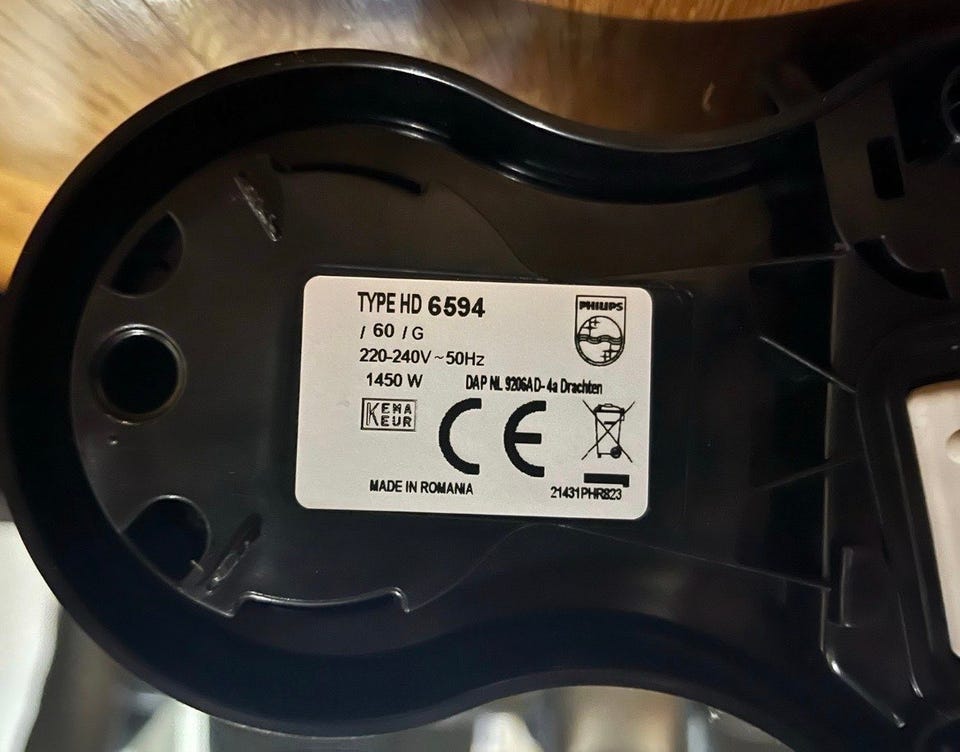 TYPE HD 6594
PHILIPS
/ 60 / G
220-240V ~ 50Hz
1450 W
DAP NL 9206AD-4a Drachten
KEMA
EUR
CE
MADE IN ROMANIA
21431PHR823